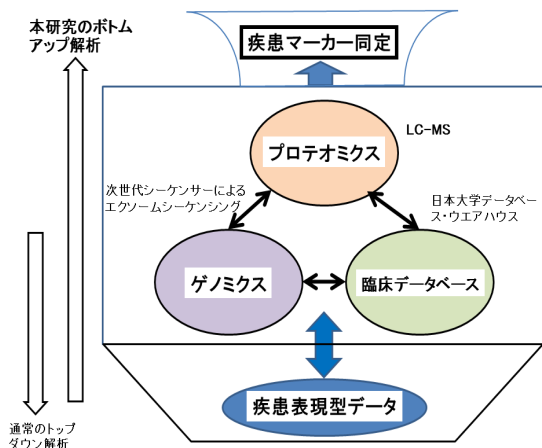 本研究のボトム
アップ解析
疾患マーカー同定
LC-MS
プロテオミクス
次世代シーケンサーによる
エクソームシーケンシング
日本大学データベー
ス・ウエアハウス
ゲノミクス
臨床データベース
疾患表現型データ
通常のトップ
ダウン解析